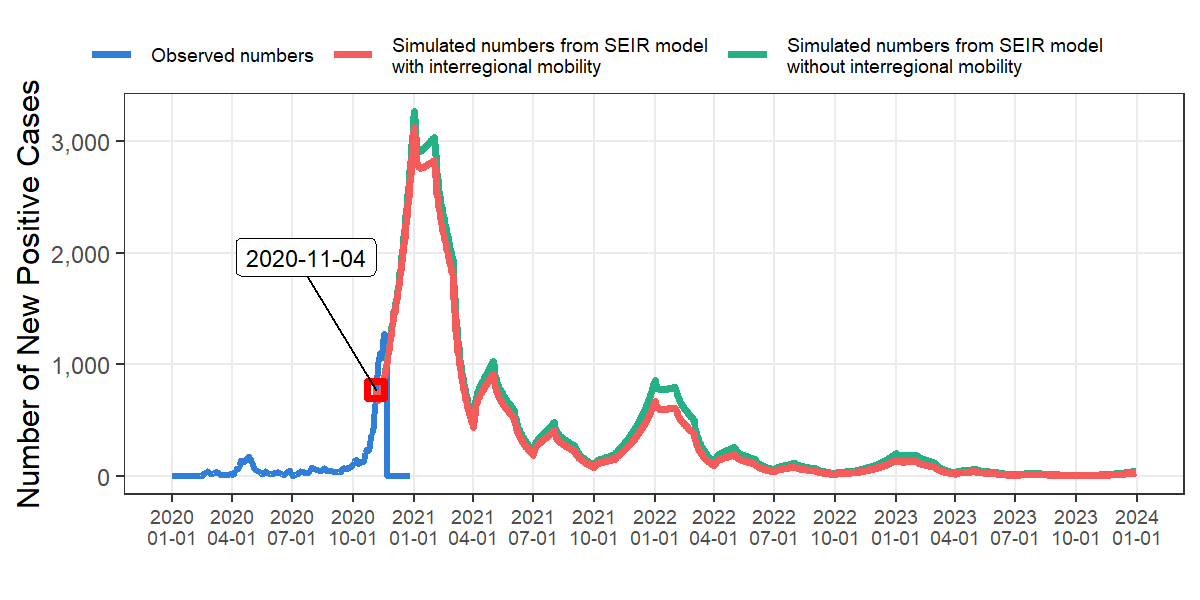 Observed numbers
Simulated numbers from SEIR model
with interregional mobility
Simulated numbers from SEIR model
without interregional mobility
Number of New Positive Cases
3,000
2,000
1,000
0
2020-11-04
2020 2020 2020 2020 2021 2021 2021 2021 2022 2022 2022 2022 2023 2023 2023 2023 2024
01-01 04-01 07-01 10-01 01-01 04-01 07-01 10-01 01-01 04-01 07-01 10-01 01-01 04-01 07-01 10-01 01-01